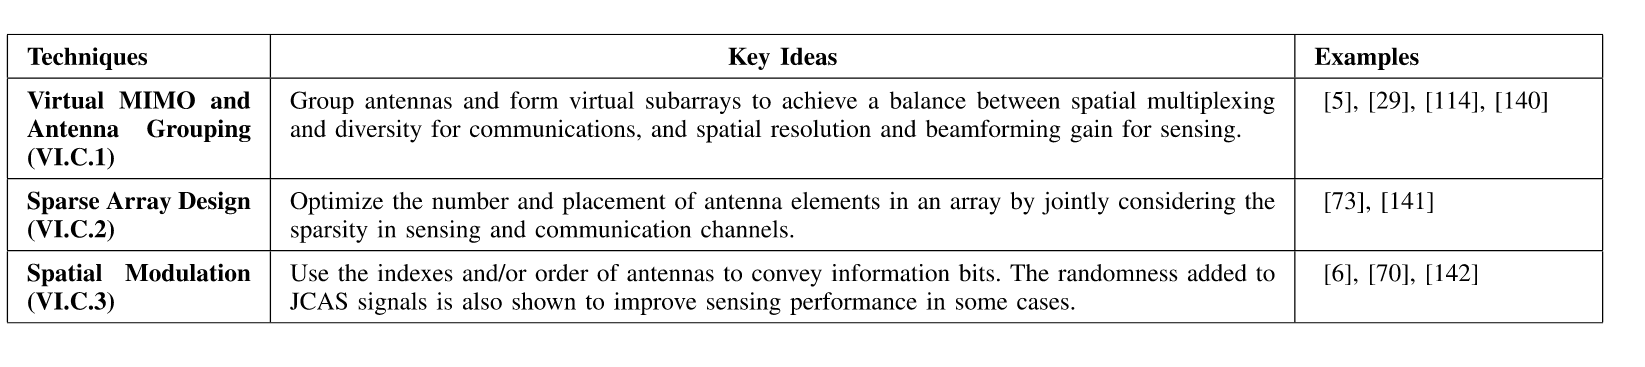 Techniques Key Ideas Examples
Virtual MIMO and Group antennas and form virtual subarrays to achieve a balance between spatial multiplexing [5], [29], [114], [140]
Antenna Grouping and diversity for communications, and spatial resolution and beamforming gain for sensing.
(VI.C.1)
Sparse Array Design Optimize the number and placement of antenna elements in an array by jointly considering the [73], [141]
(VI.C.2) sparsity in sensing and communication channels.
Spatial Modulation Use the indexes and/or order of antennas to convey information bits. The randomness added to [6], [70], [142]
(VI.C.3) JCAS signals is also shown to improve sensing performance in some cases.